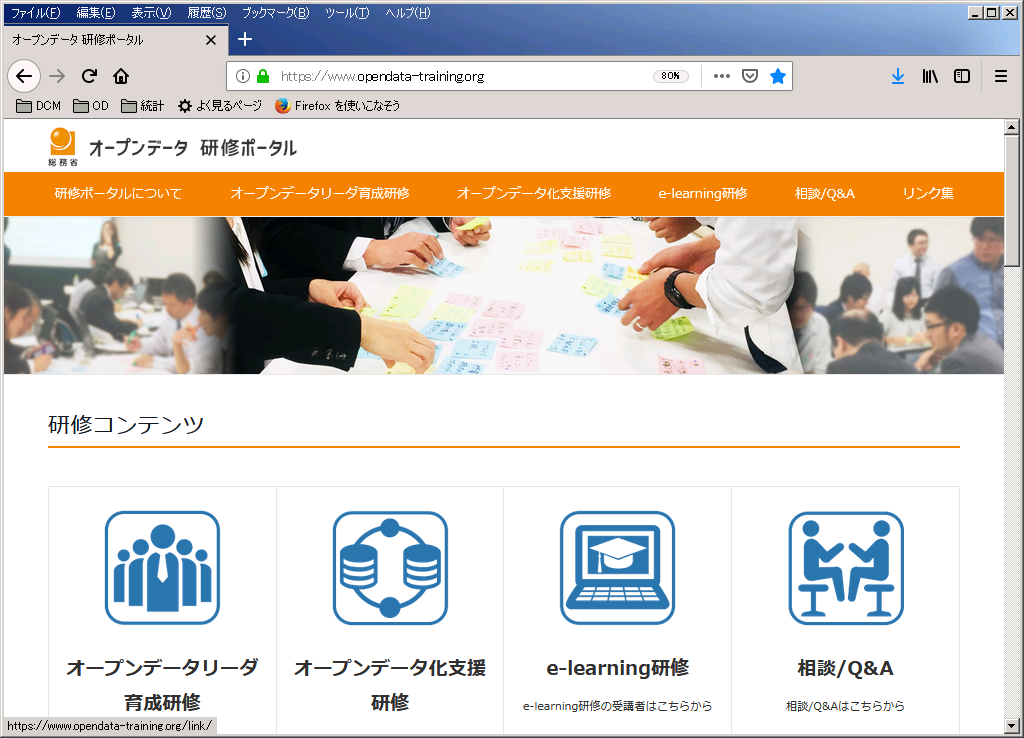 ファイル(F) 編集(E) 表示(V) 履歴(S) ブックマーク(B) ツール(T) ヘルプ(H)
オープンデータ 研修ポータル
https://www.opendata-training.org 80%
DCM OD 統計 よく見るページ Firefox を使いこなそう
総務省 オープンデータ 研修ポータル
研修ポータルについて オープンデータリーダ育成研修 オープンデータ化支援研修 e-learning研修 相談/Q&A リンク集
研修コンテンツ
オープンデータリーダ
育成研修
オープンデータ化支援
研修
e-learning研修
e-learning研修の受講者はこちらから
相談/Q&A
相談/Q&Aはこちらから
https://www.opendata-training.org/link/